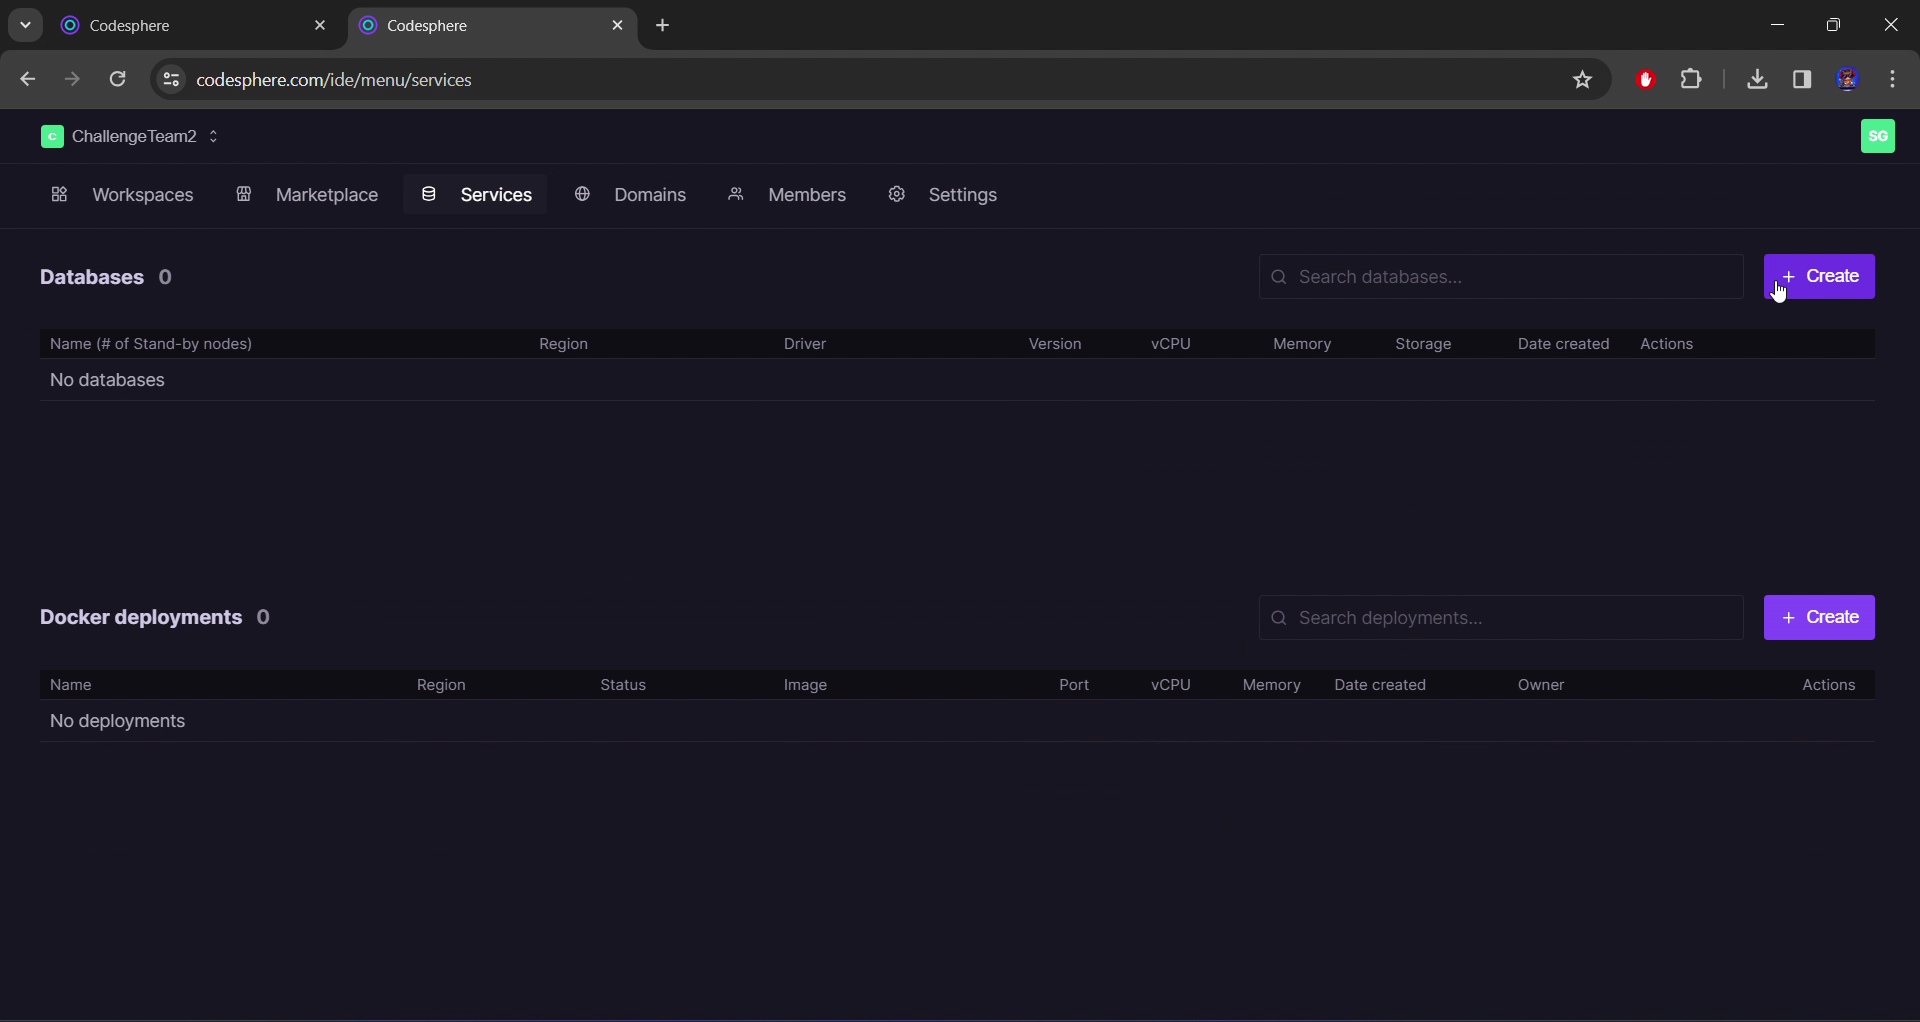 Codesphere
Codesphere
codesphere.com/ide/menu/services
C ChallengeTeam2
SG
Workspaces Marketplace Services Domains Members Settings
Databases 0
Search databases...
+ Create
Name (# of Stand-by nodes) Region Driver Version vCPU Memory Storage Date created Actions
No databases
Docker deployments 0
Search deployments...
+ Create
Name Region Status Image Port vCPU Memory Date created Owner Actions
No deployments